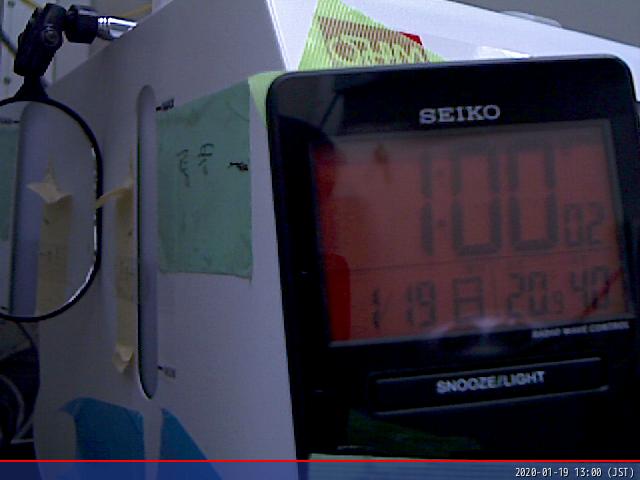 SEIKO
1:00 02
1/19 日 20.9 40
RADIO WAVE CONTROL
SNOOZE/LIGHT
2020-01-19 13:00 (JST)